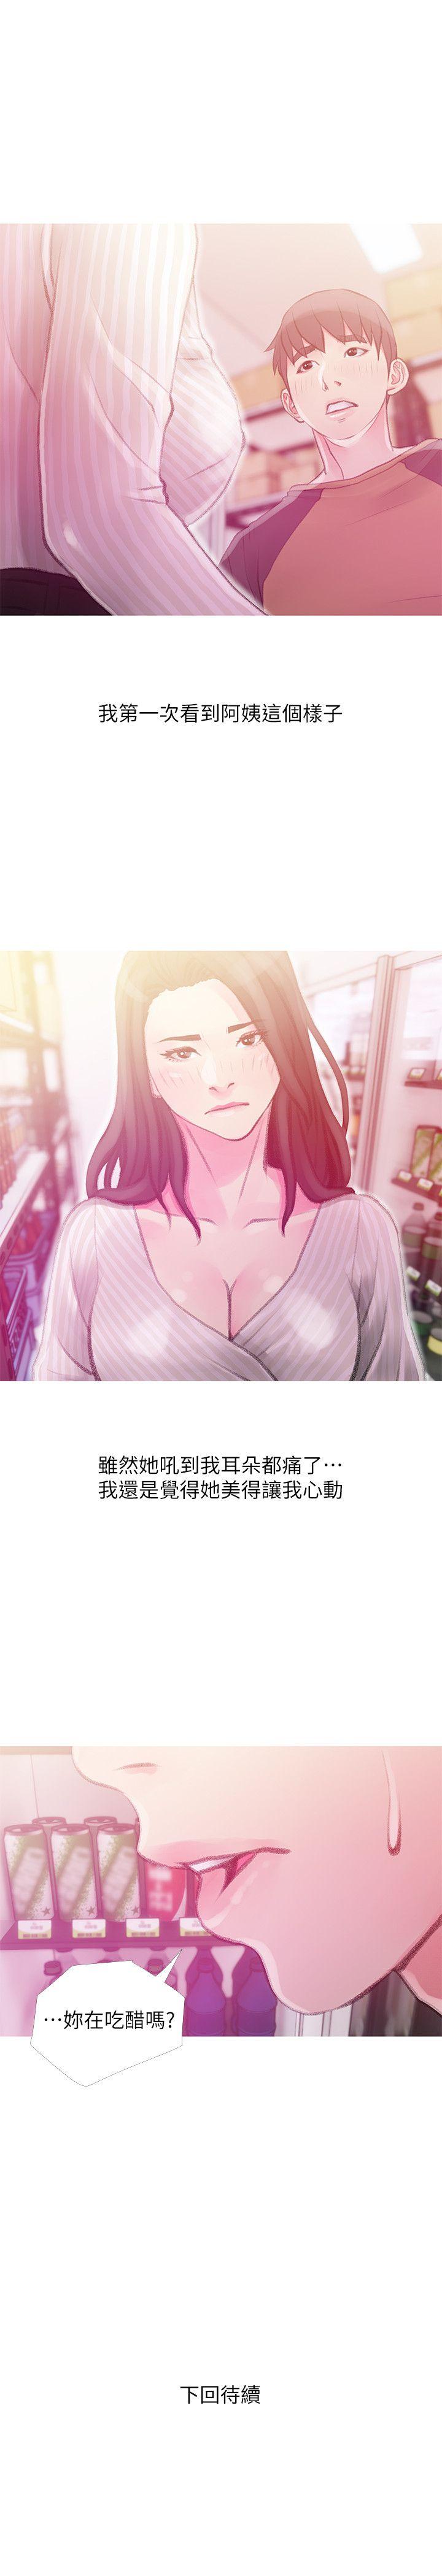 我第一次看到阿姨這個樣子
雖然她吼到我耳朵都痛了…
我還是覺得她美得讓我心動
…妳在吃醋嗎?
下回待續